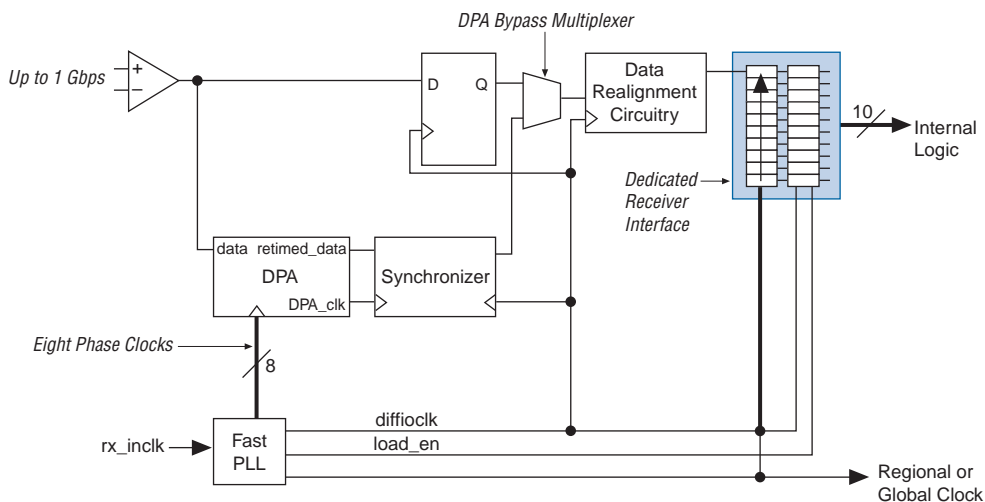 DPA Bypass Multiplexer
Up to 1 Gbps
+
–
D
Q
Data
Realignment
Circuitry
10
Internal
Logic
Dedicated
Receiver
Interface
data
retimed_data
DPA
DPA_clk
Synchronizer
Eight Phase Clocks
8
rx_inclk
Fast
PLL
diffioclk
load_en
Regional or
Global Clock